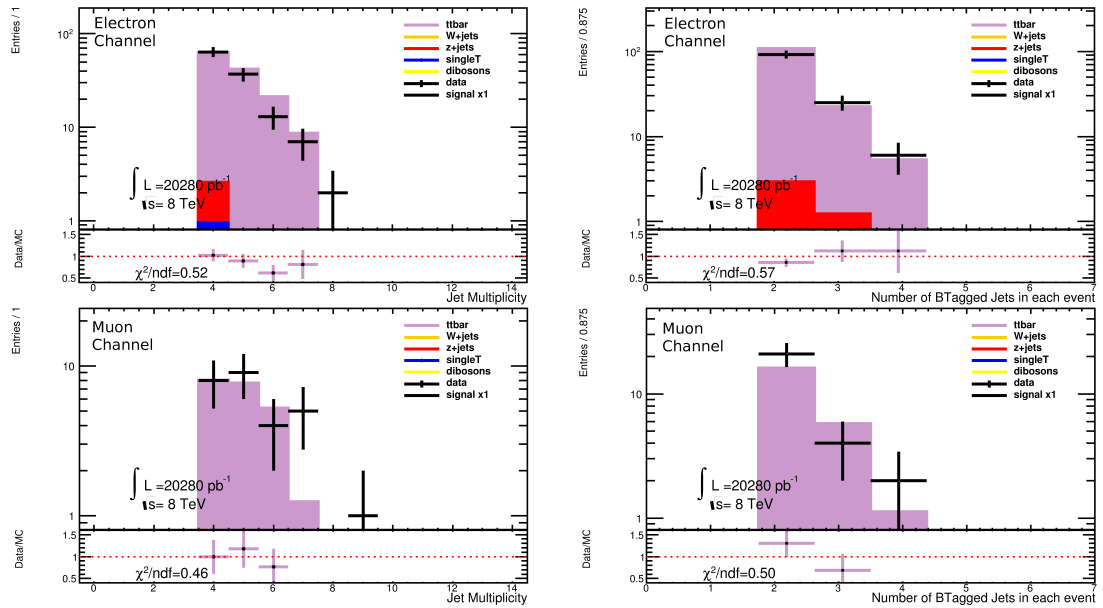 Entries / 1
Electron
Channel
ttbar
W+jets
z+jets
singleT
dibosons
data
signal x1
10²
10
1
∫ L =20280 pb⁻¹
√s= 8 TeV
Data/MC
1.5
1
0.5
χ²/ndf=0.52
0 2 4 6 8 10 12 14
Jet Multiplicity
Entries / 0.875
Electron
Channel
ttbar
W+jets
z+jets
singleT
dibosons
data
signal x1
10²
10
1
∫ L =20280 pb⁻¹
√s= 8 TeV
Data/MC
1.5
1
0.5
χ²/ndf=0.57
0 1 2 3 4 5 6 7
Number of BTagged Jets in each event
Entries / 1
Muon
Channel
ttbar
W+jets
z+jets
singleT
dibosons
data
signal x1
10
1
∫ L =20280 pb⁻¹
√s= 8 TeV
Data/MC
1.5
1
0.5
χ²/ndf=0.46
0 2 4 6 8 10 12 14
Jet Multiplicity
Entries / 0.875
Muon
Channel
ttbar
W+jets
z+jets
singleT
dibosons
data
signal x1
10
1
∫ L =20280 pb⁻¹
√s= 8 TeV
Data/MC
1.5
1
0.5
χ²/ndf=0.50
0 1 2 3 4 5 6 7
Number of BTagged Jets in each event